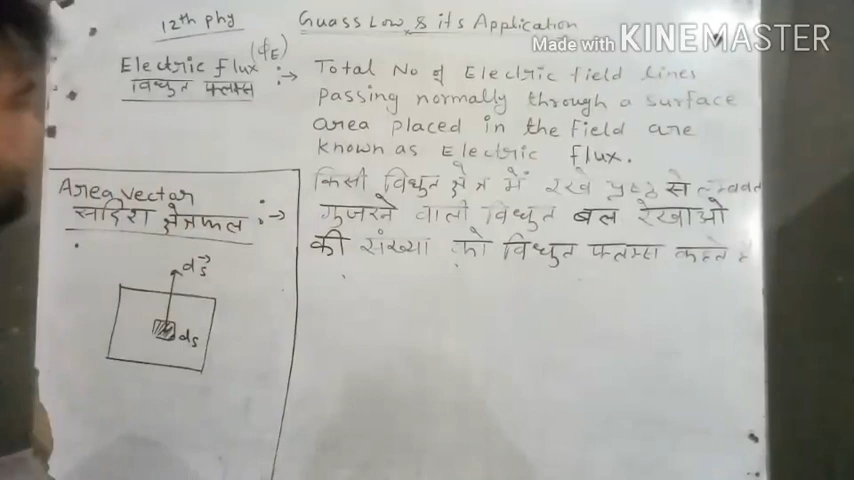 12th phy
Guass Low & its Application
Made with KINEMASTER
Electric flux (ϕE) :→
विधुत फ्लक्स
Total No of Electric field lines
passing normally through a surface
area placed in the field are
known as Electric flux.
किसी विधुत क्षेत्र में रखे पृष्ठ से लम्बवत
गुजरने वाली विधुत बल रेखाओ
की संख्या को विधुत फ्लक्स कहते है
Area vector
सदिश क्षेत्रफल :→
ds⃗
ds